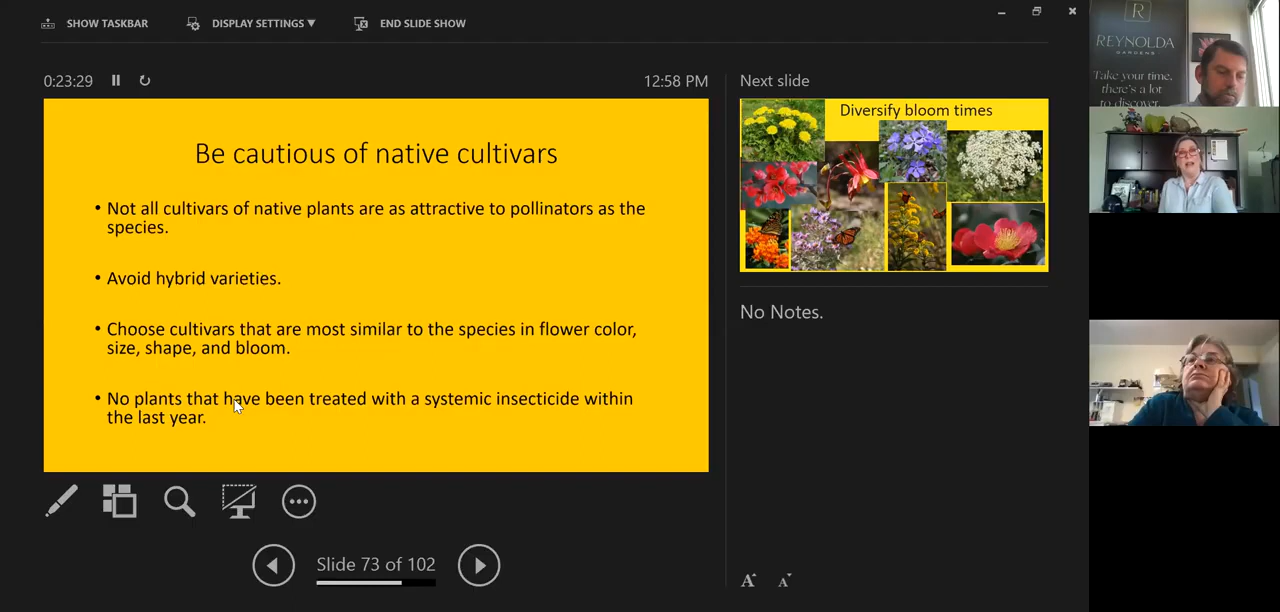 SHOW TASKBAR
DISPLAY SETTINGS ▼
END SLIDE SHOW
0:23:29
12:58 PM
Be cautious of native cultivars
• Not all cultivars of native plants are as attractive to pollinators as the
species.
• Avoid hybrid varieties.
• Choose cultivars that are most similar to the species in flower color,
size, shape, and bloom.
• No plants that have been treated with a systemic insecticide within
the last year.
Slide 73 of 102
Next slide
Diversify bloom times
No Notes.
A A
R
REYNOLDA
GARDENS
Take your time,
there's a lot
to discover.